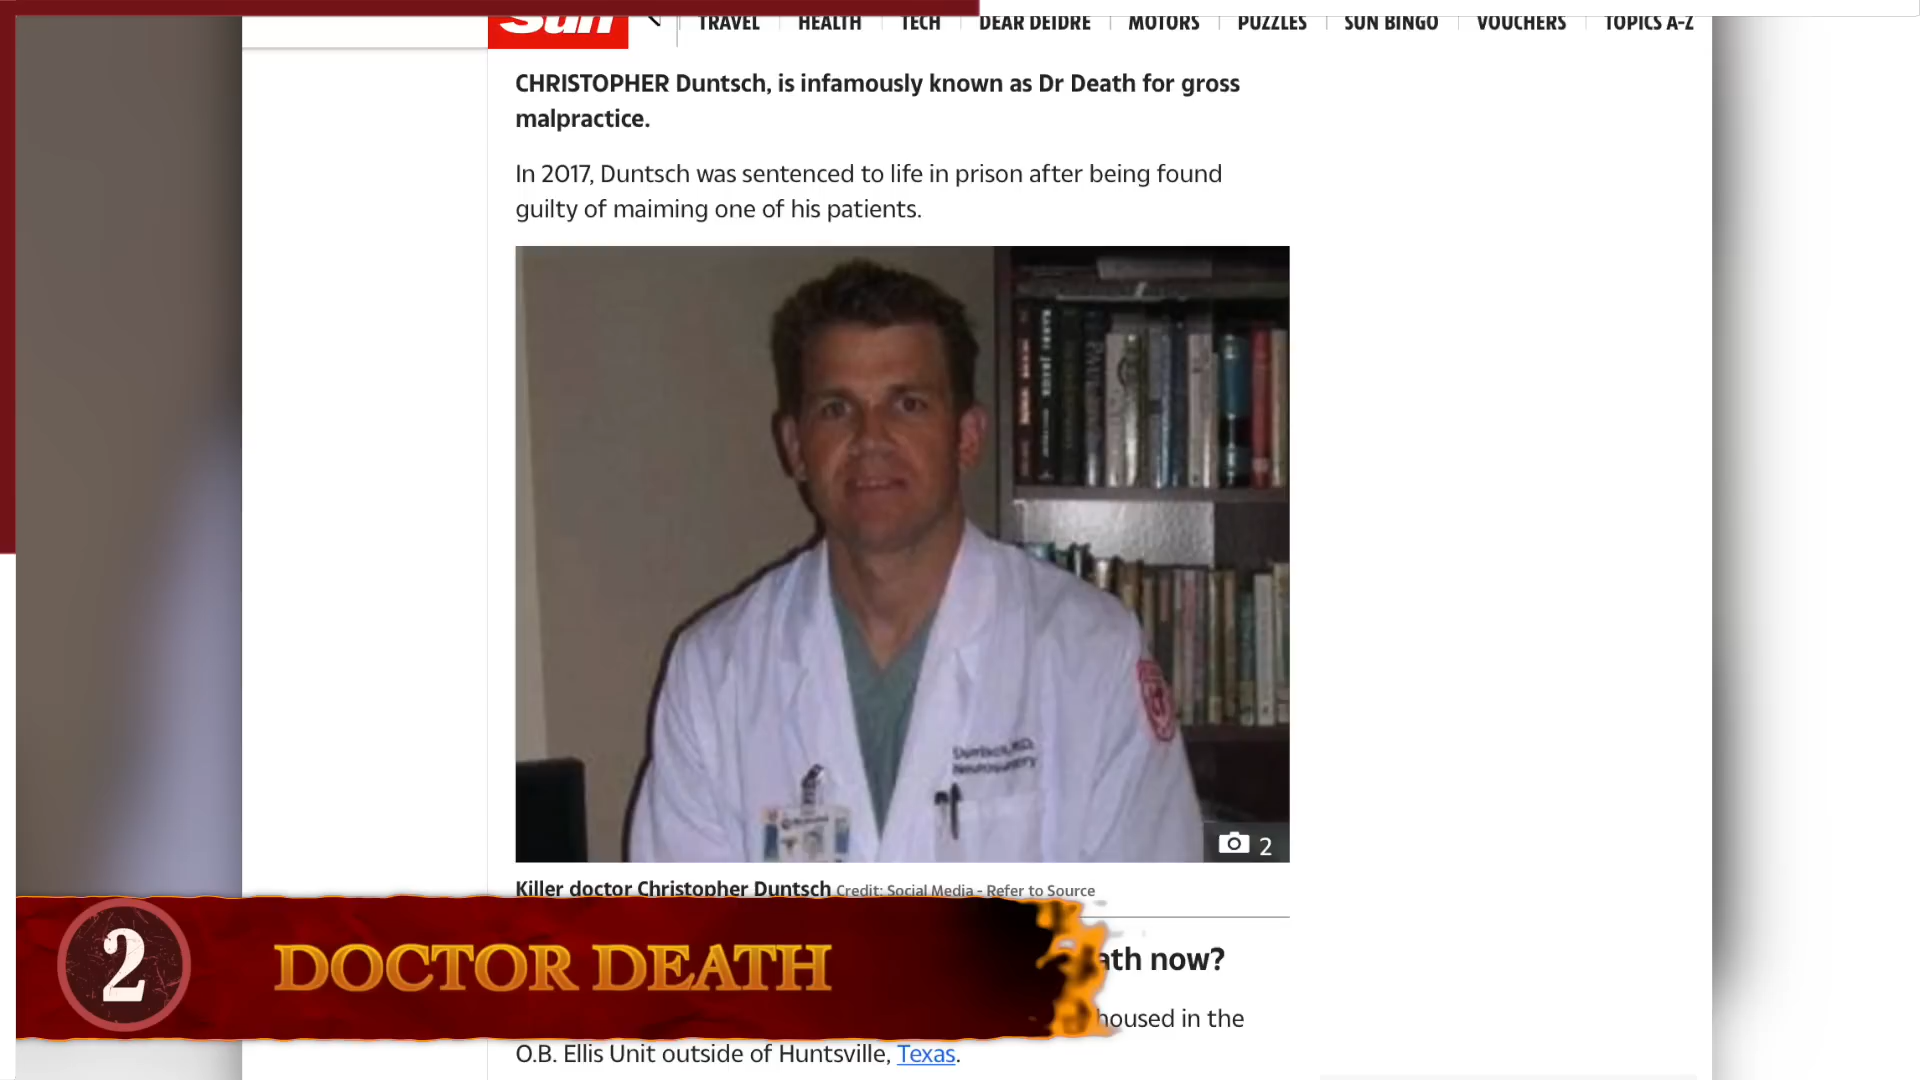 Sun
TRAVEL HEALTH TECH DEAR DEIDRE MOTORS PUZZLES SUN BINGO VOUCHERS TOPICS A-Z
CHRISTOPHER Duntsch, is infamously known as Dr Death for gross
malpractice.
In 2017, Duntsch was sentenced to life in prison after being found
guilty of maiming one of his patients.
Duntsch, M.D.
Neurosurgery
2
Killer doctor Christopher Duntsch Credit: Social Media - Refer to Source
2 DOCTOR DEATH
ath now?
housed in the
O.B. Ellis Unit outside of Huntsville, Texas.